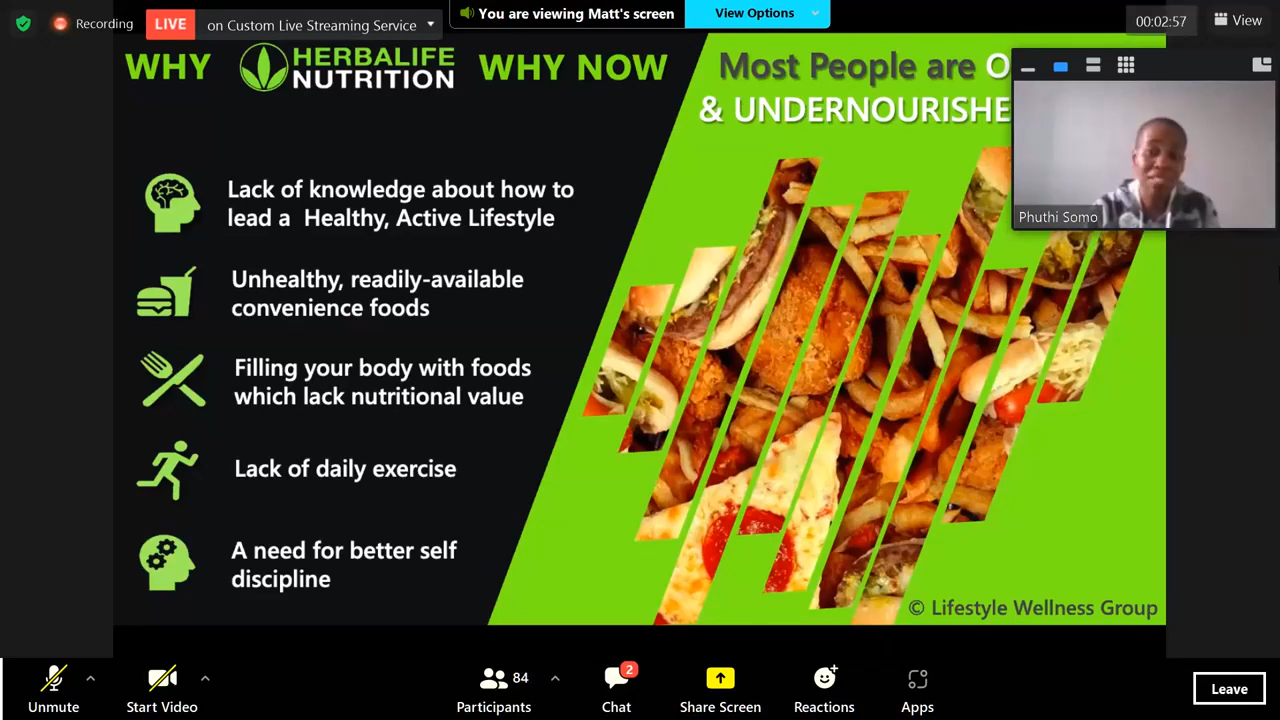 Recording
LIVE
on Custom Live Streaming Service
You are viewing Matt's screen
View Options
00:02:57
View
WHY
HERBALIFE
NUTRITION
WHY NOW
Most People are
& UNDERNOURISHE
Phuthi Somo
Lack of knowledge about how to
lead a Healthy, Active Lifestyle
Unhealthy, readily-available
convenience foods
Filling your body with foods
which lack nutritional value
Lack of daily exercise
A need for better self
discipline
© Lifestyle Wellness Group
Unmute
Start Video
84
Participants
2
Chat
Share Screen
Reactions
Apps
Leave